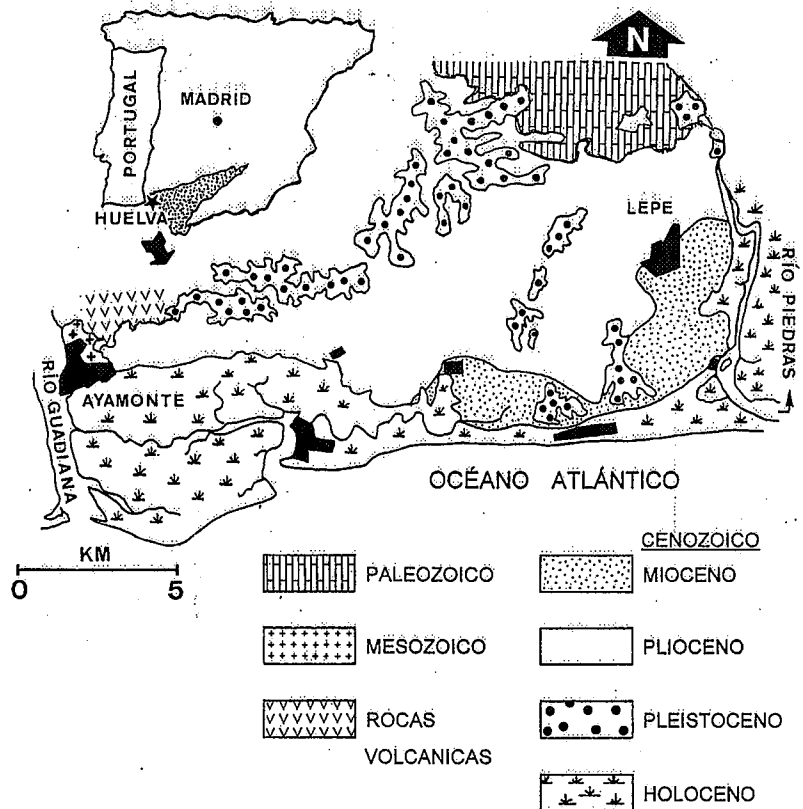 N
PORTUGAL
MADRID
HUELVA
LEPE
RÍO PIEDRAS
RÍO GUADIANA
AYAMONTE
OCÉANO ATLÁNTICO
KM
0 5
CENOZOICO
PALEOZOICO
MIOCENO
MESOZOICO
PLIOCENO
ROCAS
VOLCANICAS
PLEISTOCENO
HOLOCENO